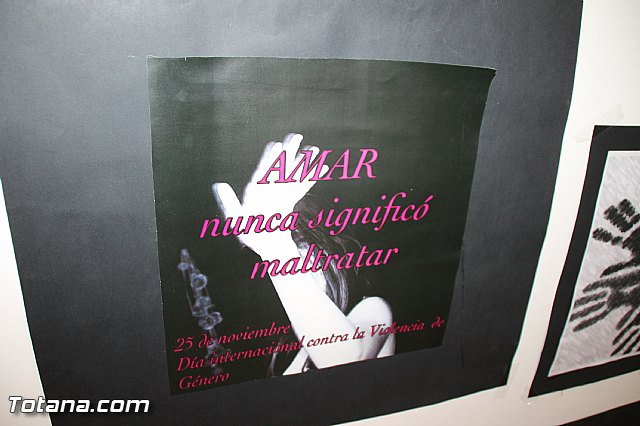 AMAR
nunca significó
maltratar
25 de noviembre
Día internacional contra la Violencia de
Género
Totana.com